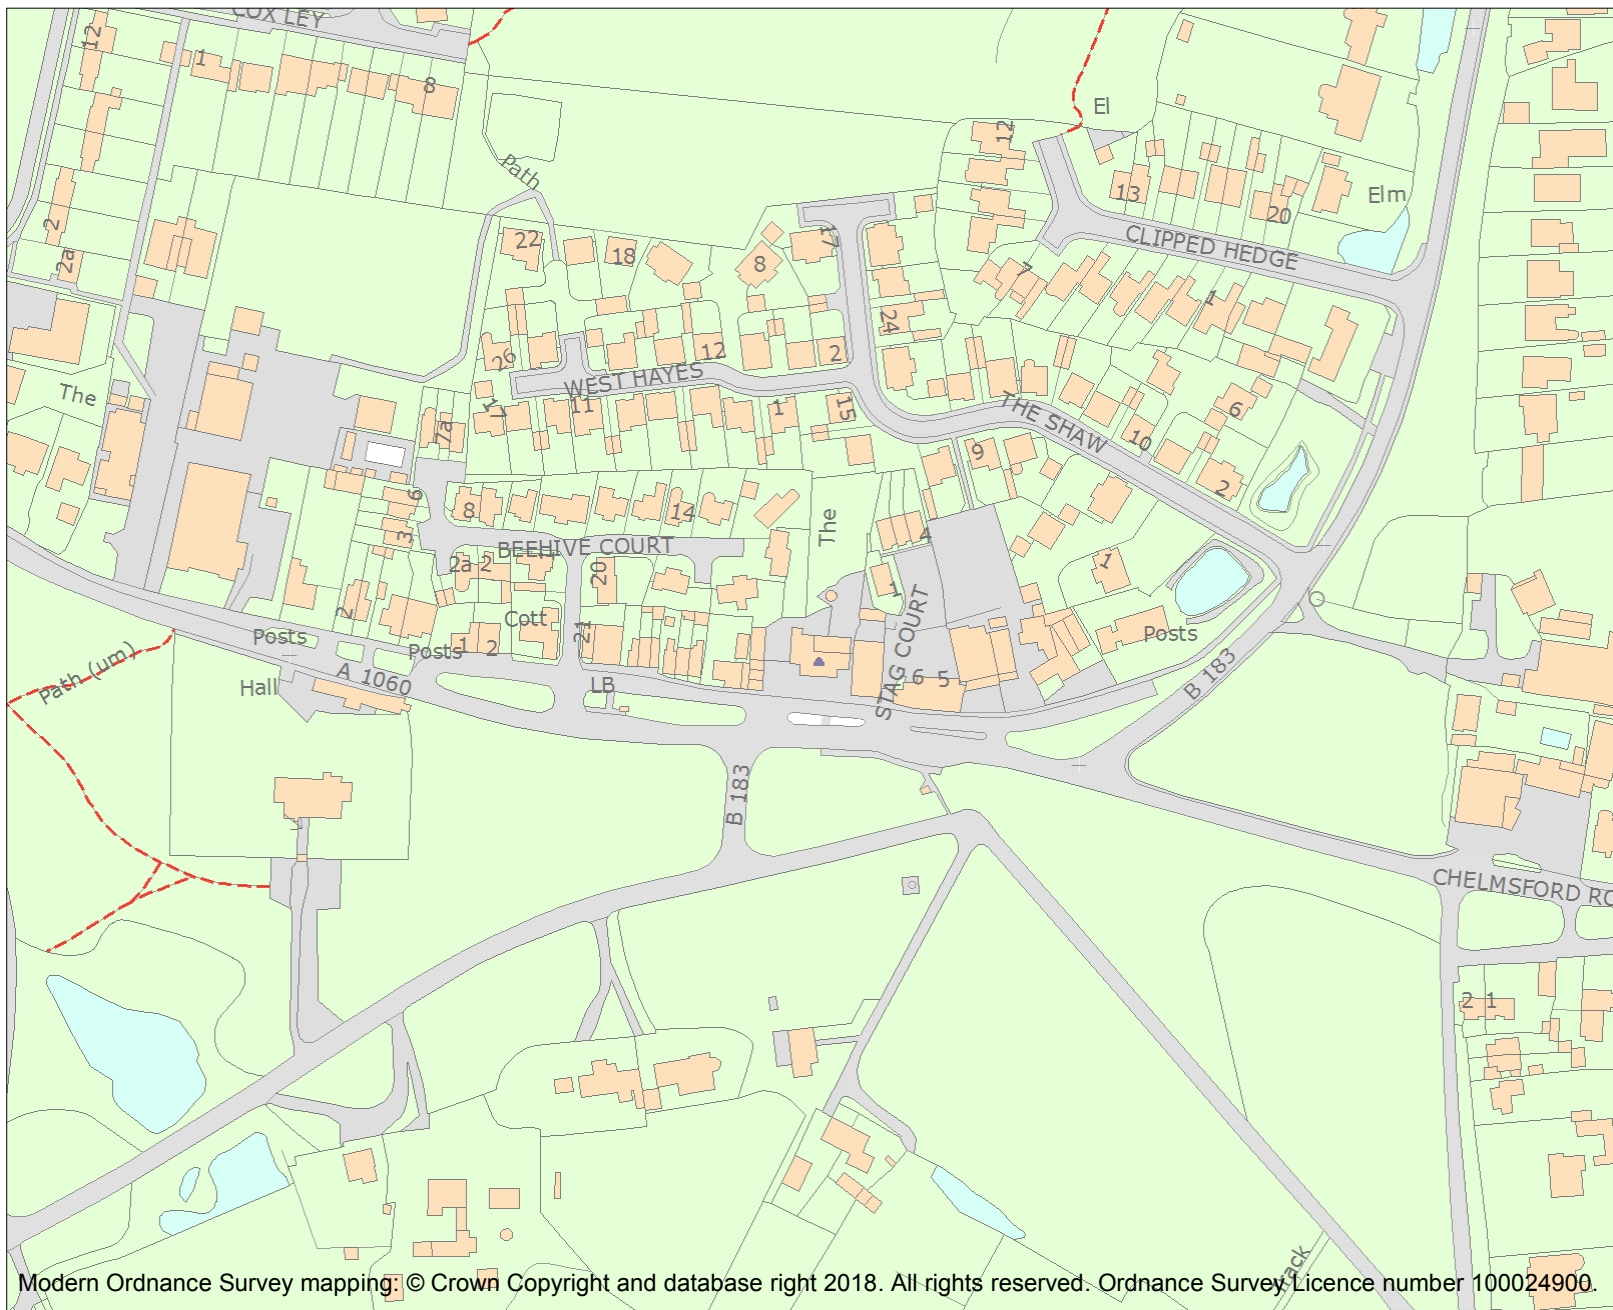 COX LEY
12
1
8
El
12
Path
13
Elm
20
2
22
17
CLIPPED HEDGE
2a
18
8
7
1
24
26
12
2
The
WEST HAYES
17
11
1
15
THE SHAW
6
7a
10
9
2
6
8
14
The
3
4
BEEHIVE COURT
2a 2
20
1
1
2
Cott
STAG COURT
Posts
21
Posts
1
2
Posts
Path (um)
A 1060
Hall
LB
6 5
B 183
B 183
CHELMSFORD RO
2 1
Track
Modern Ordnance Survey mapping: © Crown Copyright and database right 2018. All rights reserved. Ordnance Survey Licence number 100024900.